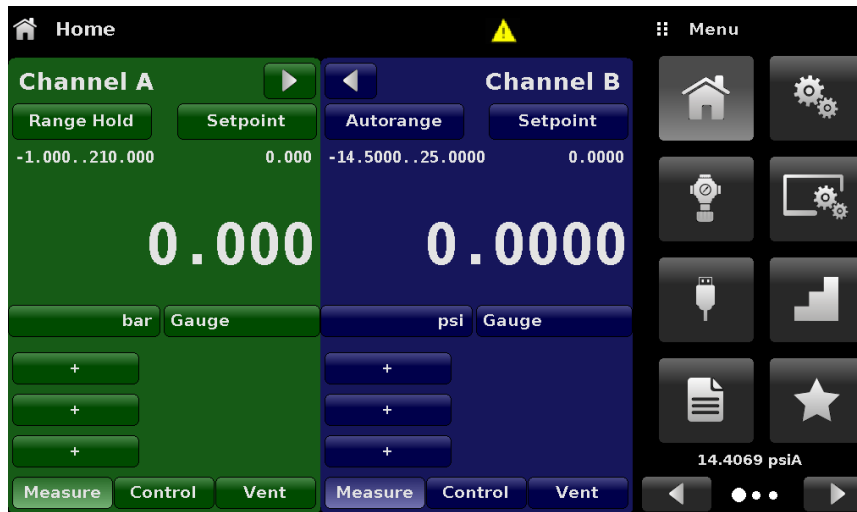 Home
Menu
Channel A
Channel B
Range Hold Setpoint
Autorange Setpoint
-1.000..210.000 0.000
-14.5000..25.0000 0.0000
0.000
0.0000
bar Gauge
psi Gauge
+
+
+
+
+
+
Measure Control Vent
Measure Control Vent
14.4069 psiA